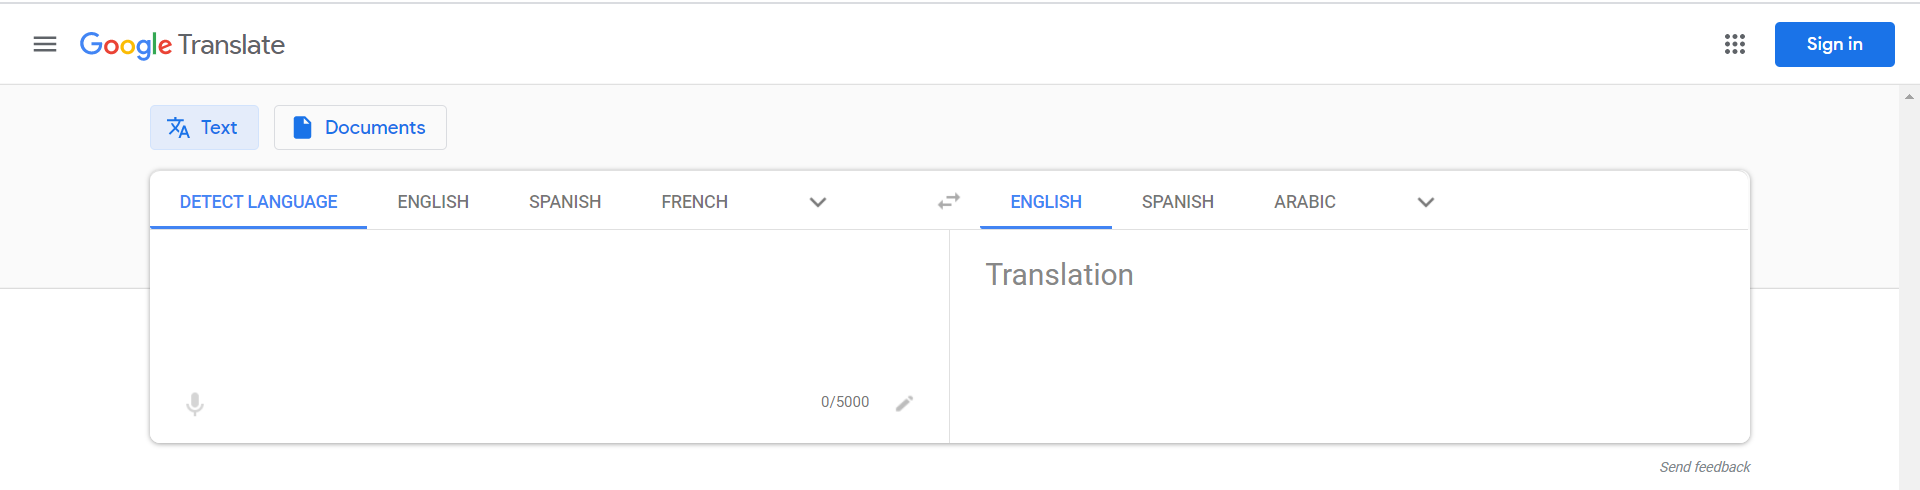 Google Translate
Sign in
Text
Documents
DETECT LANGUAGE ENGLISH SPANISH FRENCH ENGLISH SPANISH ARABIC
Translation
0/5000
Send feedback